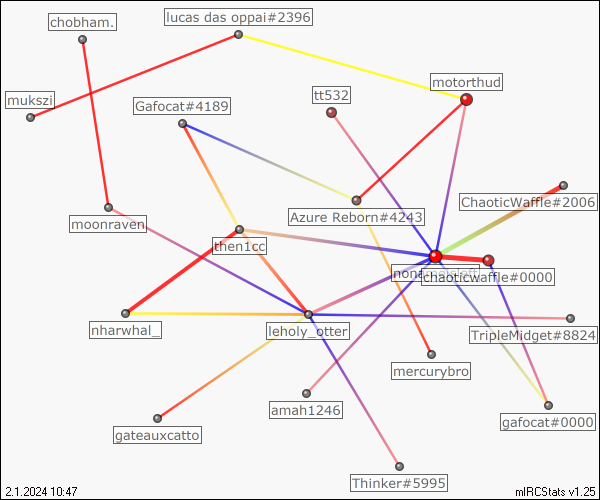 lucas das oppai#2396
chobham.
motorthud
tt532
mukszi
Gafocat#4189
ChaoticWaffle#2006
Azure Reborn#4243
moonraven
then1cc
chaoticwaffle#0000
nharwhal_
leholy_otter
TripleMidget#8824
mercurybro
amah1246
gafocat#0000
gateauxcatto
Thinker#5995
2.1.2024 10:47
mIRCStats v1.25